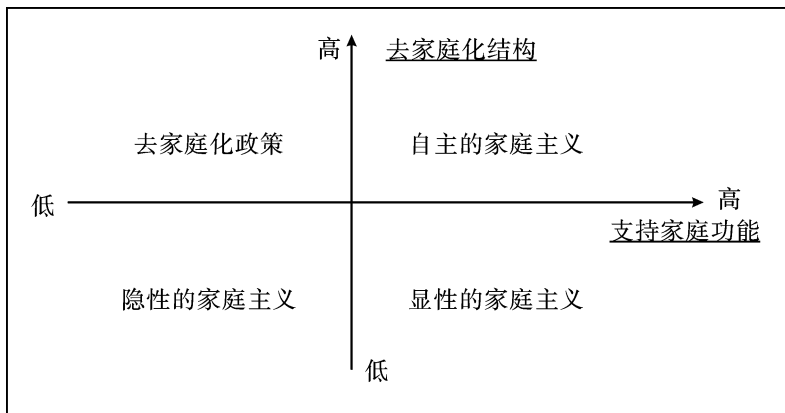 高 去家庭化结构
去家庭化政策 自主的家庭主义
低 高
支持家庭功能
隐性的家庭主义 显性的家庭主义
低